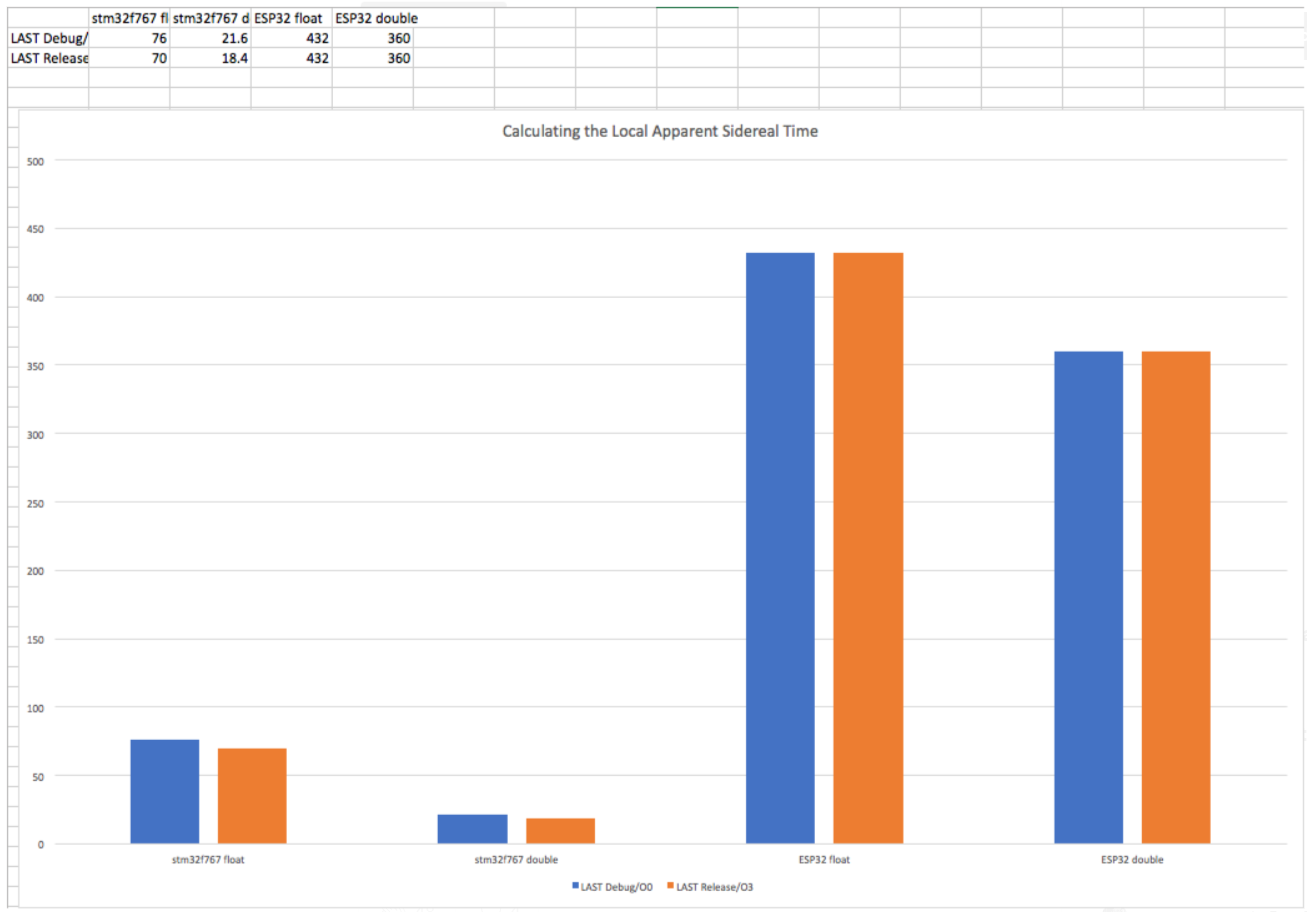 stm32f767 fl stm32f767 d ESP32 float ESP32 double
LAST Debug/ 76 21.6 432 360
LAST Release 70 18.4 432 360
Calculating the Local Apparent Sidereal Time
500
450
400
350
300
250
200
150
100
50
0
stm32f767 float stm32f767 double ESP32 float ESP32 double
LAST Debug/O0 LAST Release/O3